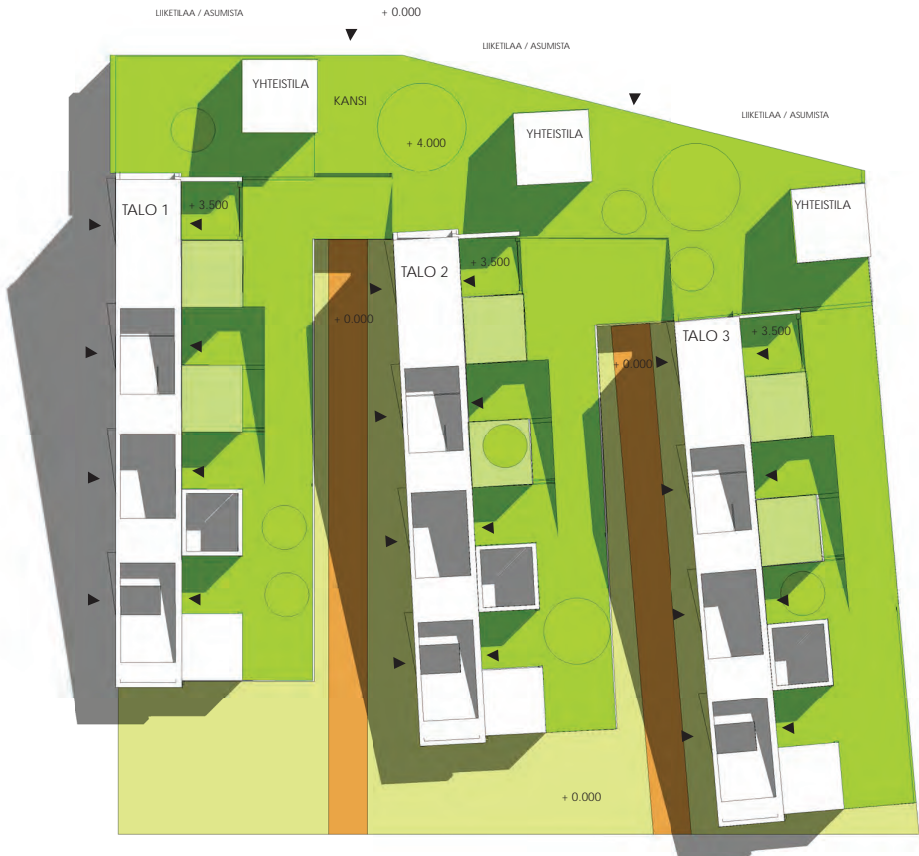 LIIKETILAA / ASUMISTA
+ 0.000
LIIKETILAA / ASUMISTA
YHTEISTILA
KANSI
LIIKETILAA / ASUMISTA
YHTEISTILA
+ 4.000
TALO 1
+ 3.500
YHTEISTILA
TALO 2
+ 3.500
+ 0.000
TALO 3
+ 3.500
+ 0.000
+ 0.000